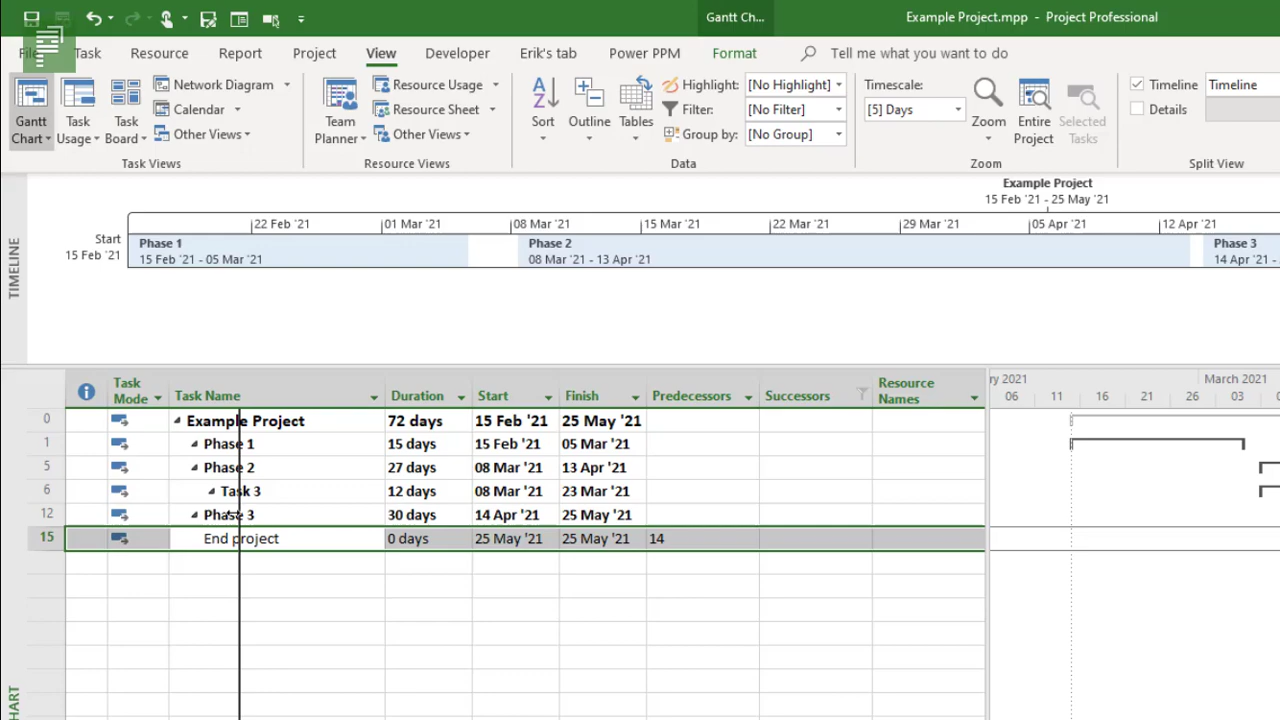 Gantt Ch...
Example Project.mpp - Project Professional
Task
Resource
Report
Project
View
Developer
Erik's tab
Power PPM
Format
Tell me what you want to do
Gantt Chart
Task Usage
Task Board
Network Diagram
Calendar
Other Views
Task Views
Team Planner
Resource Usage
Resource Sheet
Other Views
Resource Views
Sort
Outline
Tables
Highlight: [No Highlight]
Filter: [No Filter]
Group by: [No Group]
Data
Timescale:
[5] Days
Zoom
Entire Project
Selected Tasks
Zoom
Timeline Timeline
Details
Split View
TIMELINE
Example Project
15 Feb '21 - 25 May '21
Start
15 Feb '21
22 Feb '21 01 Mar '21 08 Mar '21 15 Mar '21 22 Mar '21 29 Mar '21 05 Apr '21 12 Apr '21
Phase 1 Phase 2 Phase 3
15 Feb '21 - 05 Mar '21 08 Mar '21 - 13 Apr '21 14 Apr '21 -
Task Mode Task Name Duration Start Finish Predecessors Successors Resource Names
0 Example Project 72 days 15 Feb '21 25 May '21
1 Phase 1 15 days 15 Feb '21 05 Mar '21
5 Phase 2 27 days 08 Mar '21 13 Apr '21
6 Task 3 12 days 08 Mar '21 23 Mar '21
12 Phase 3 30 days 14 Apr '21 25 May '21
15 End project 0 days 25 May '21 25 May '21 14
ry 2021 March 2021
06 11 16 21 26 03
HART